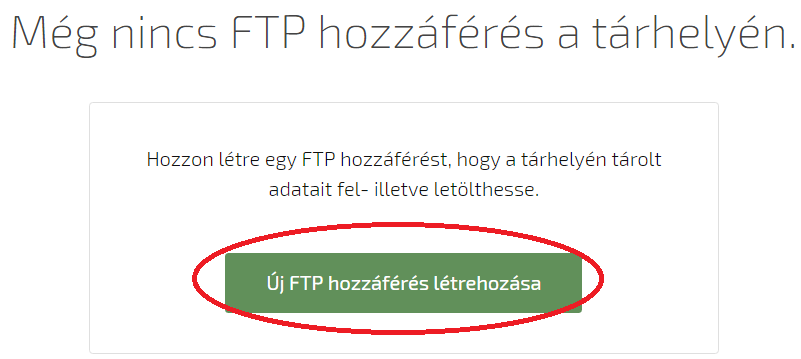 Még nincs FTP hozzáférés a tárhelyén.
Hozzon létre egy FTP hozzáférést, hogy a tárhelyén tárolt
adatait fel- illetve letölthesse.
Új FTP hozzáférés létrehozása